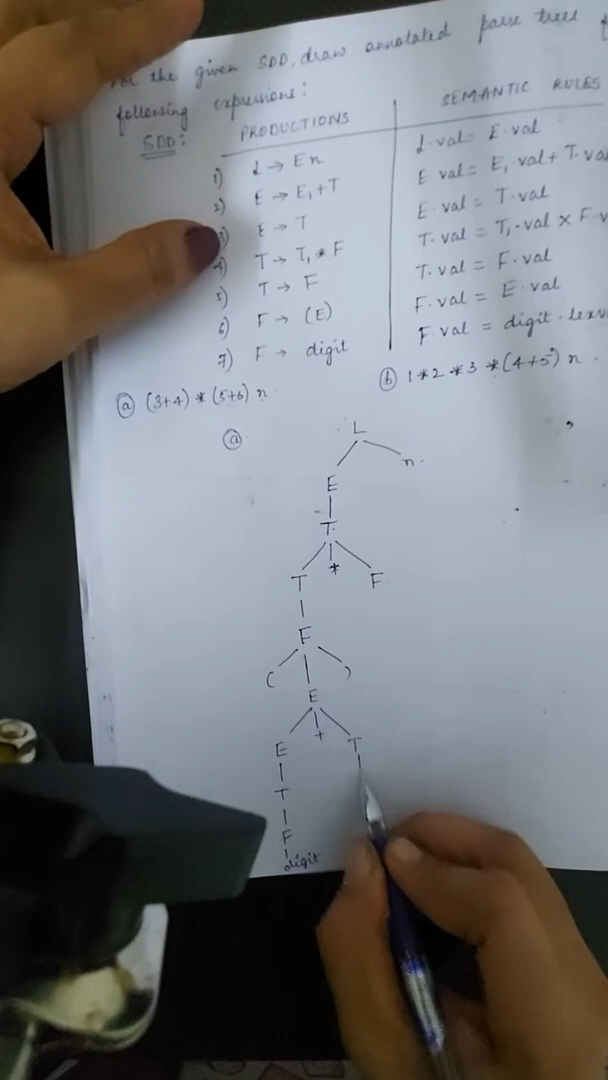 the given SDD, draw annotated parse trees
following expressions:
SDD:
PRODUCTIONS
SEMANTIC RULES
1) L → En
L.val = E.val
2) E → E₁ + T
E.val = E₁.val + T.
3) E → T
E.val = T.val
4) T → T₁ * F
T.val = T₁.val × F.
5) T → F
T.val = F.val
6) F → (E)
F.val = E.val
7) F → digit
F.val = digit.
(a) (3+4) * (5+6) n
(b) 1 * 2 * 3 * (4+5) n.
(a)
L
n.
E
T
T * F
F
( )
E
E + T
T
F
digit